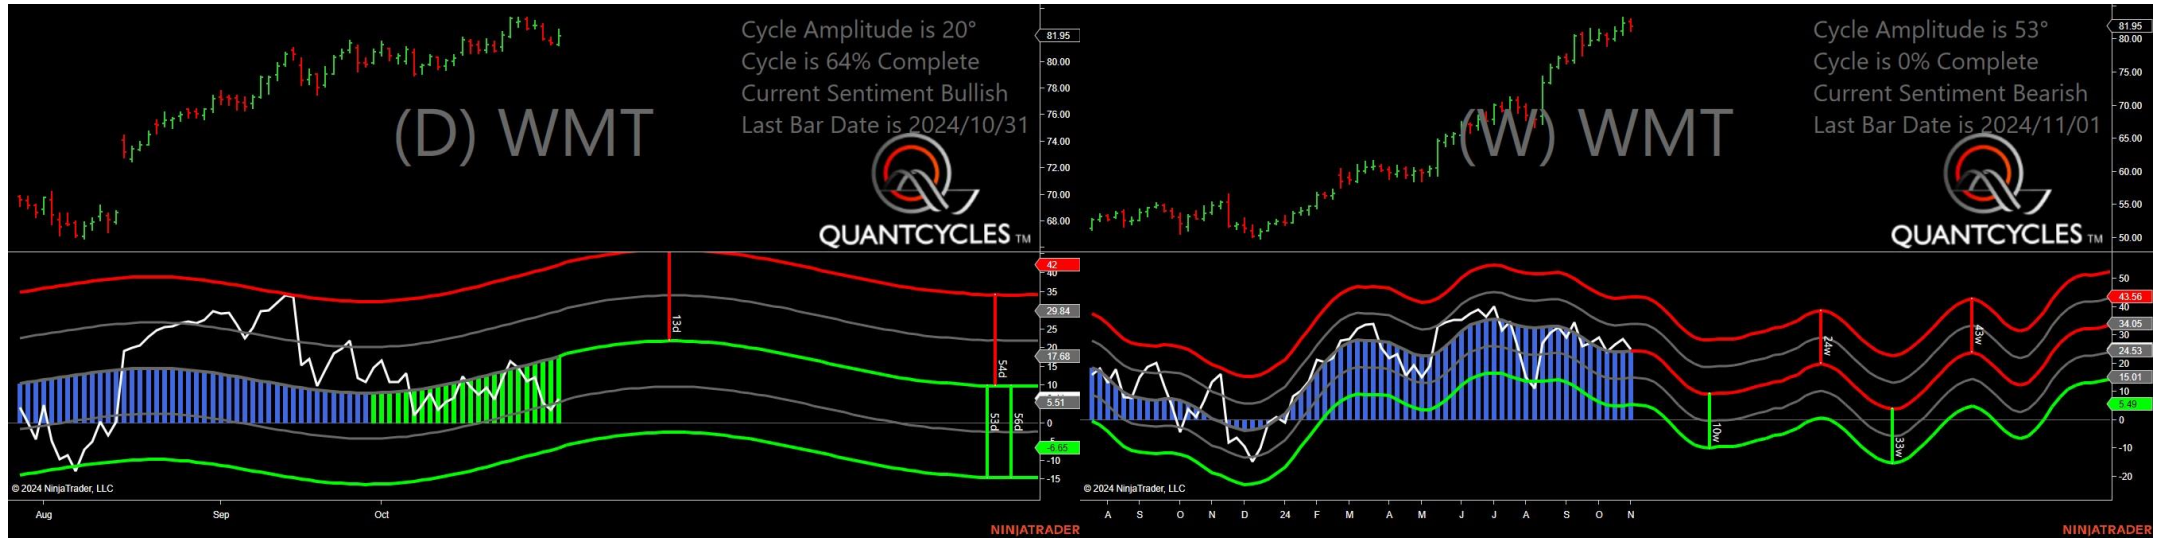 Cycle Amplitude is 20°
Cycle is 64% Complete
Current Sentiment Bullish
Last Bar Date is 2024/10/31
(D) WMT
QUANTCYCLES TM
81.95
80.00
78.00
76.00
74.00
72.00
70.00
68.00
42
40
35
29.84
25
20
17.68
15
10
5.51
0
-6.65
-10
-15
13d
54d
53d
56d
© 2024 NinjaTrader, LLC
Aug Sep Oct
NINJATRADER
Cycle Amplitude is 53°
Cycle is 0% Complete
Current Sentiment Bearish
Last Bar Date is 2024/11/01
(W) WMT
QUANTCYCLES TM
81.95
80.00
75.00
70.00
65.00
60.00
55.00
50.00
50
43.56
40
34.05
30
24.53
20
15.01
10
5.49
0
-10
-20
10w
24w
33w
43w
© 2024 NinjaTrader, LLC
A S O N D 24 F M A M J J A S O N
NINJATRADER